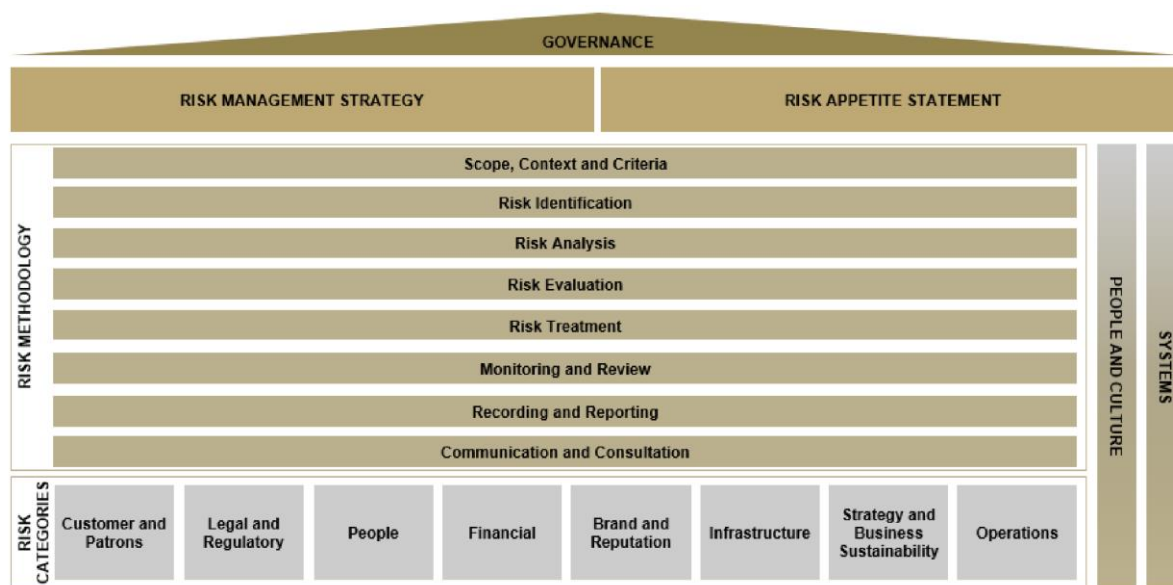 GOVERNANCE
RISK MANAGEMENT STRATEGY
RISK APPETITE STATEMENT
RISK METHODOLOGY
Scope, Context and Criteria
Risk Identification
Risk Analysis
Risk Evaluation
Risk Treatment
Monitoring and Review
Recording and Reporting
Communication and Consultation
PEOPLE AND CULTURE
SYSTEMS
RISK
CATEGORIES
Customer and
Patrons
Legal and
Regulatory
People
Financial
Brand and
Reputation
Infrastructure
Strategy and
Business
Sustainability
Operations